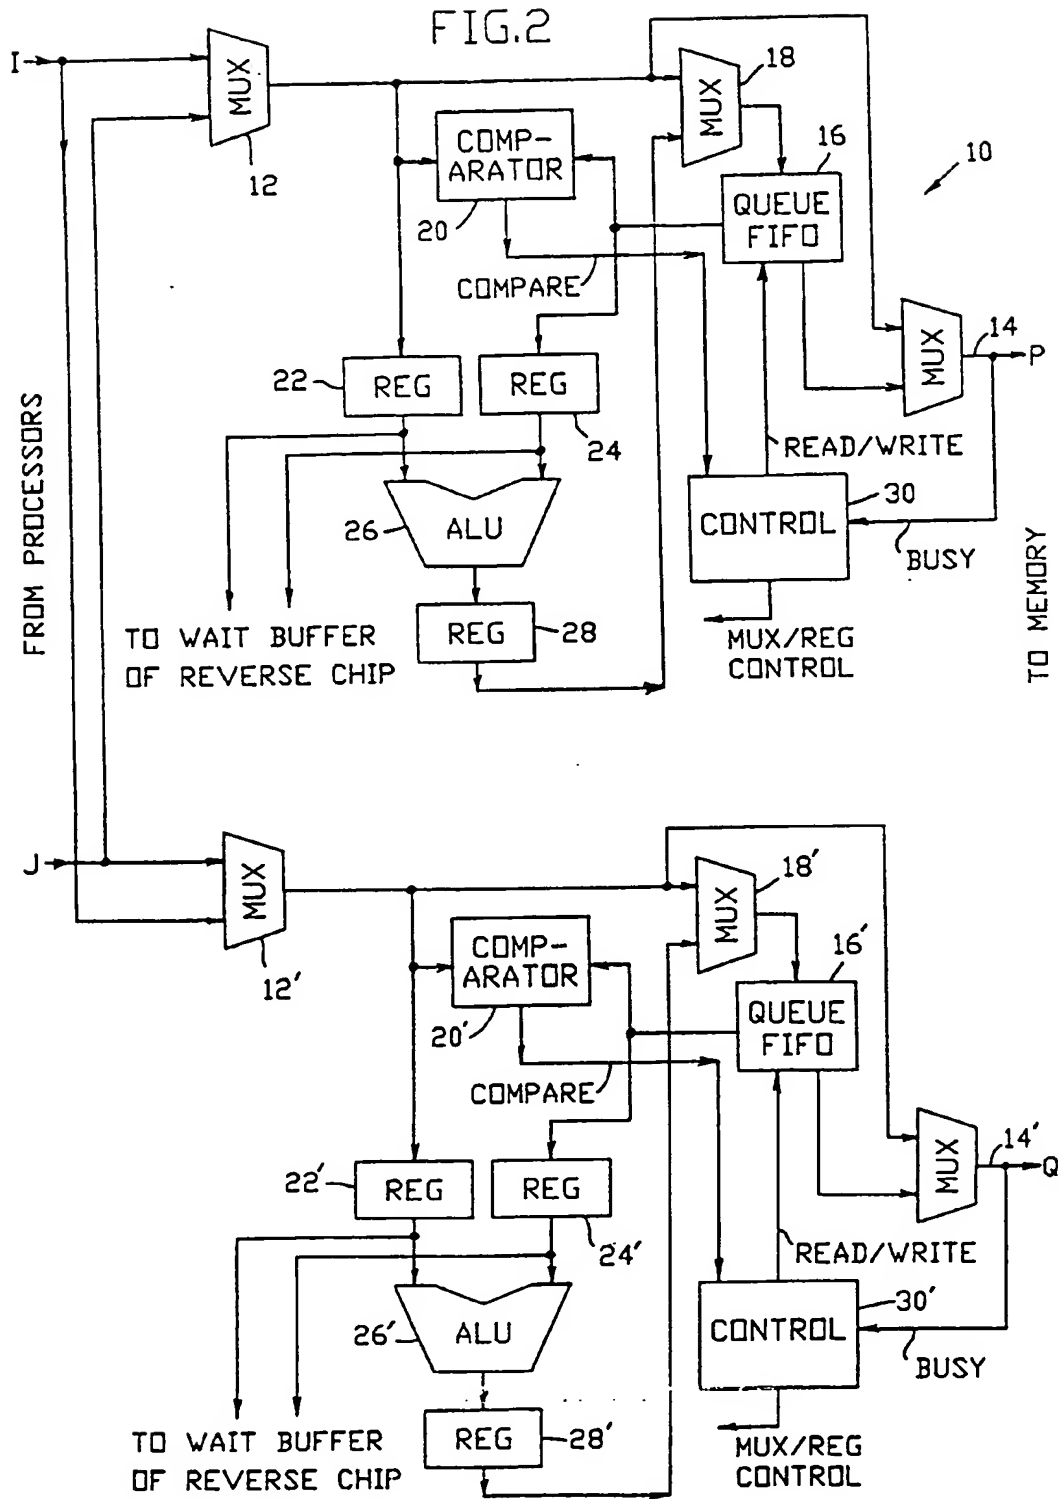 FIG.2
I
MUX
12
MUX
18
COMP-
ARATOR
20
16
QUEUE
FIFO
10
COMPARE
MUX
14
P
22
REG
REG
24
READ/WRITE
26
ALU
CONTROL
30
BUSY
FROM PROCESSORS
TO MEMORY
REG
28
TO WAIT BUFFER
OF REVERSE CHIP
MUX/REG
CONTROL
J
MUX
12'
MUX
18'
COMP-
ARATOR
20'
16'
QUEUE
FIFO
COMPARE
MUX
14'
Q
22'
REG
REG
24'
READ/WRITE
26'
ALU
CONTROL
30'
BUSY
REG
28'
TO WAIT BUFFER
OF REVERSE CHIP
MUX/REG
CONTROL